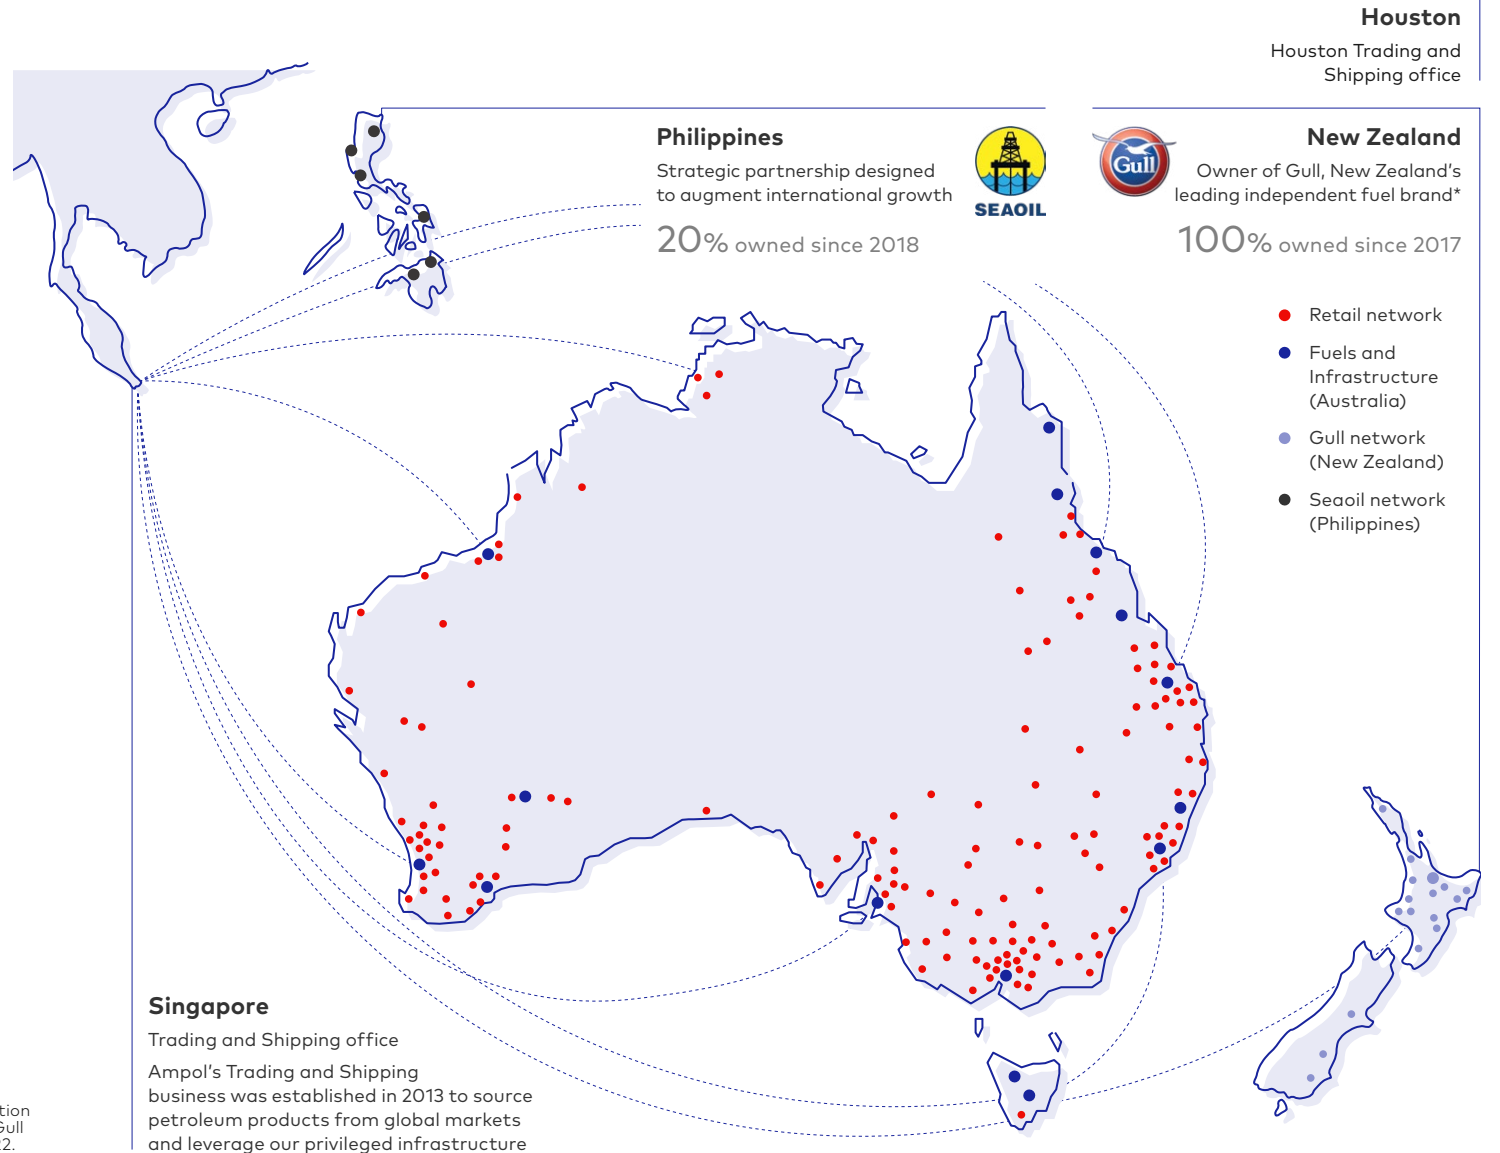 Houston
Houston Trading and
Shipping office
Philippines
Strategic partnership designed
to augment international growth
20% owned since 2018
SEAOIL
Gull
New Zealand
Owner of Gull, New Zealand’s
leading independent fuel brand*
100% owned since 2017
Retail network
Fuels and
Infrastructure
(Australia)
Gull network
(New Zealand)
Seaoil network
(Philippines)
Singapore
Trading and Shipping office
Ampol’s Trading and Shipping
business was established in 2013 to source
petroleum products from global markets
and leverage our privileged infrastructure
tion
Gull
2.